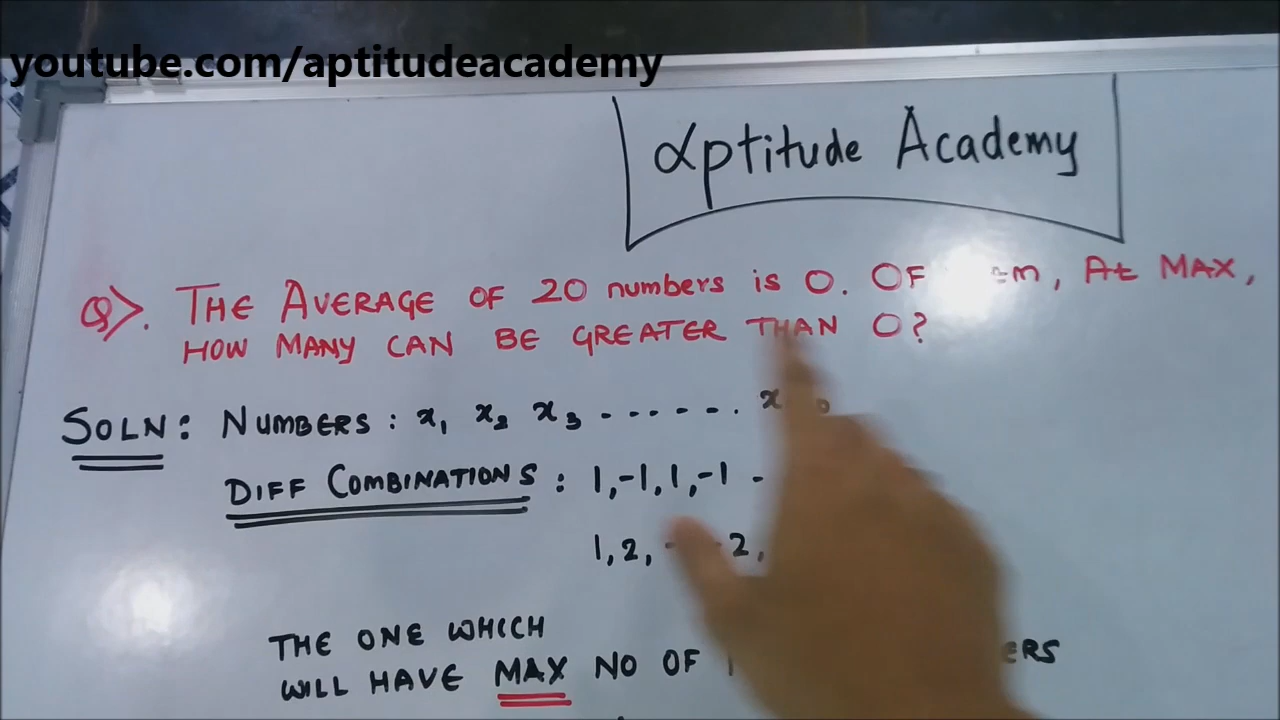 youtube.com/aptitudeacademy
Aptitude Academy
Q>. THE AVERAGE OF 20 numbers is 0. OF At MAX,
HOW MANY CAN BE GREATER THAN 0?
SOLN: NUMBERS: x₁ x₂ x₃ ------. x
DIFF COMBINATIONS : 1,-1,1,-1 -
1,2, 2,
THE ONE WHICH
WILL HAVE MAX NO OF